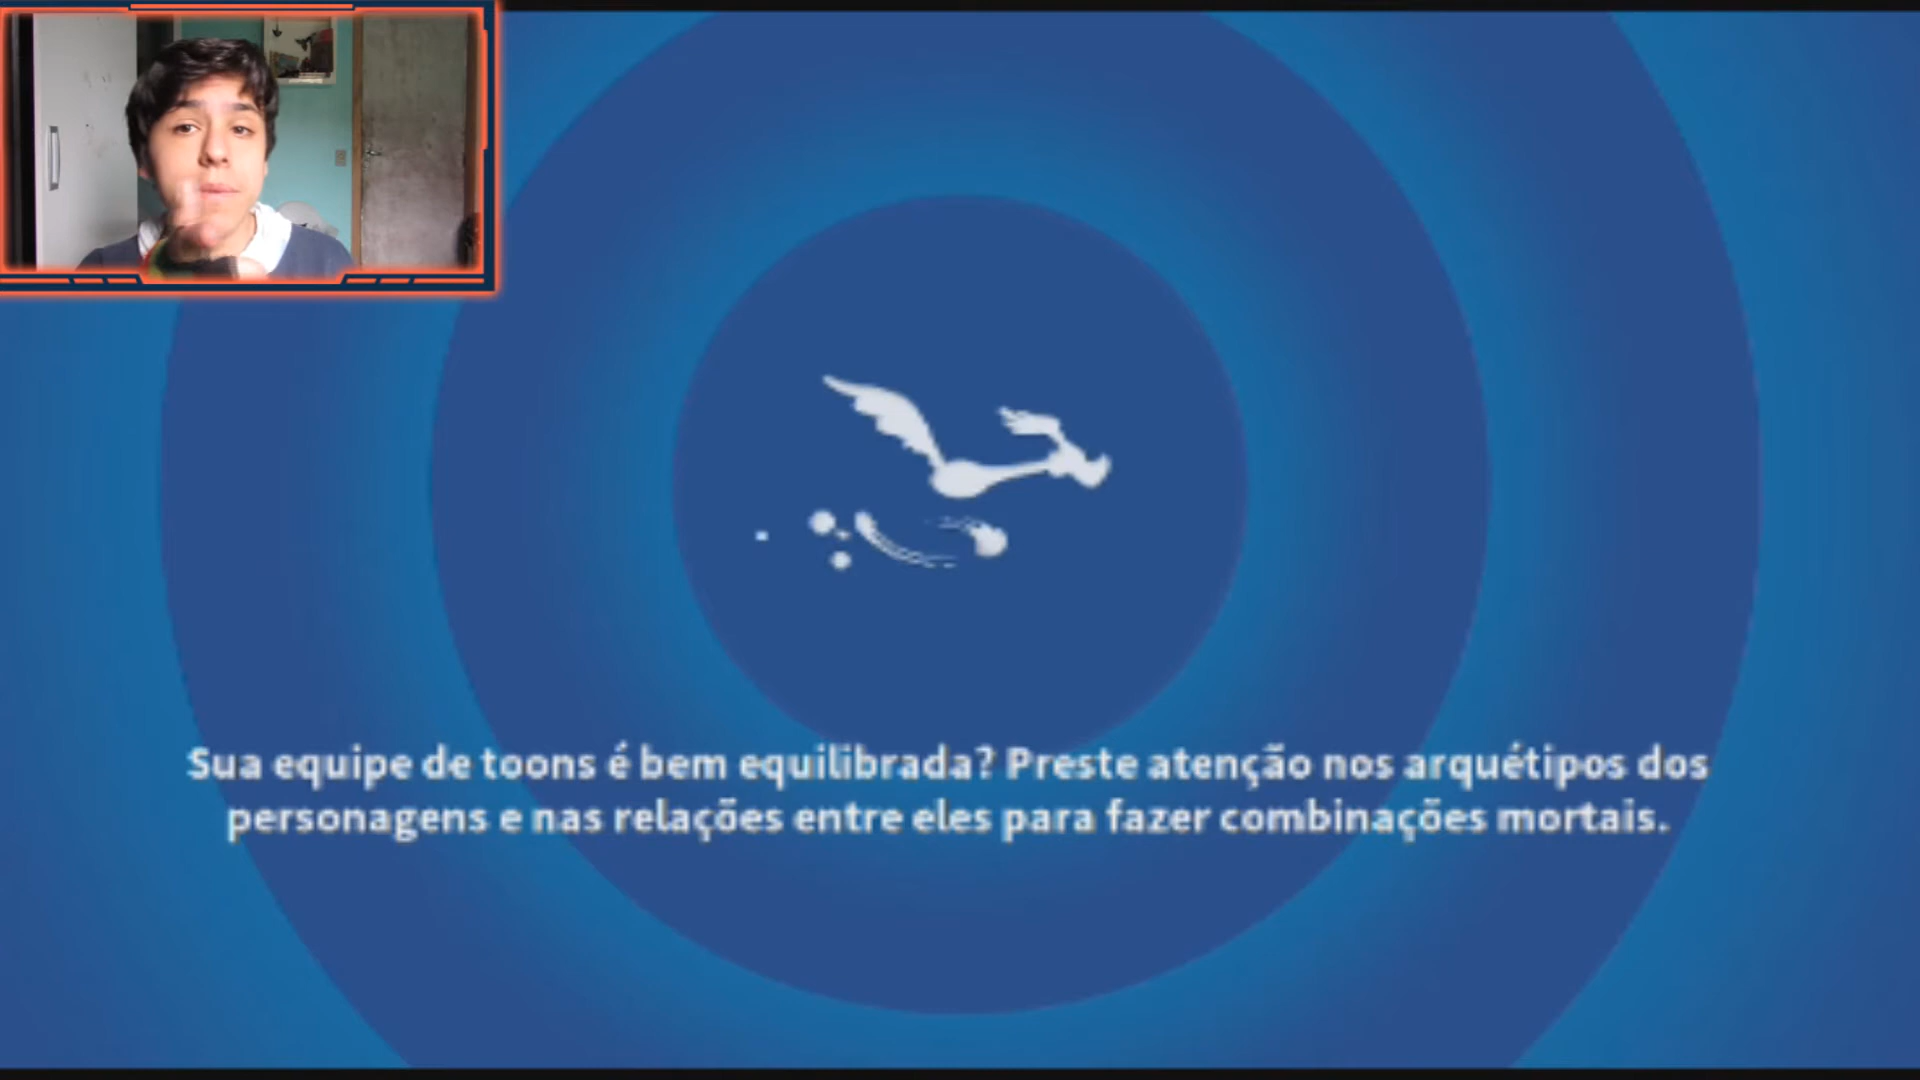 Sua equipe de toons é bem equilibrada? Preste atenção nos arquétipos dos
personagens e nas relações entre eles para fazer combinações mortais.